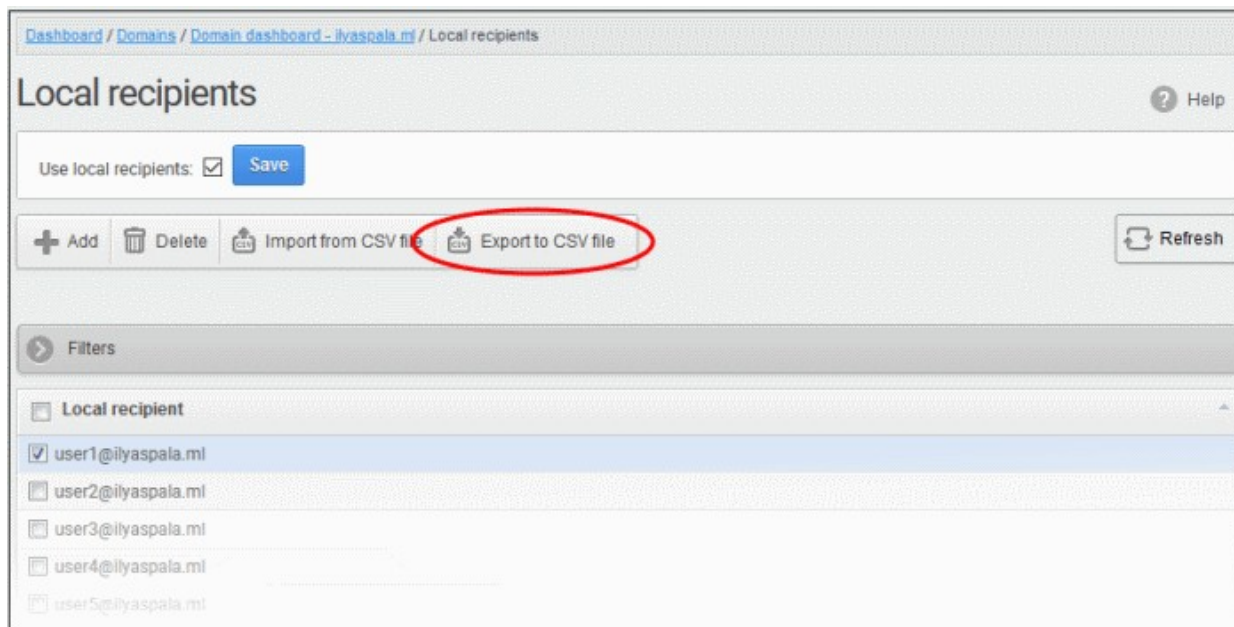 Dashboard / Domains / Domain dashboard - ilyaspala.ml / Local recipients
Local recipients
Help
Use local recipients: Save
Add Delete Import from CSV file Export to CSV file Refresh
Filters
Local recipient
user1@ilyaspala.ml
user2@ilyaspala.ml
user3@ilyaspala.ml
user4@ilyaspala.ml
user5@ilyaspala.ml